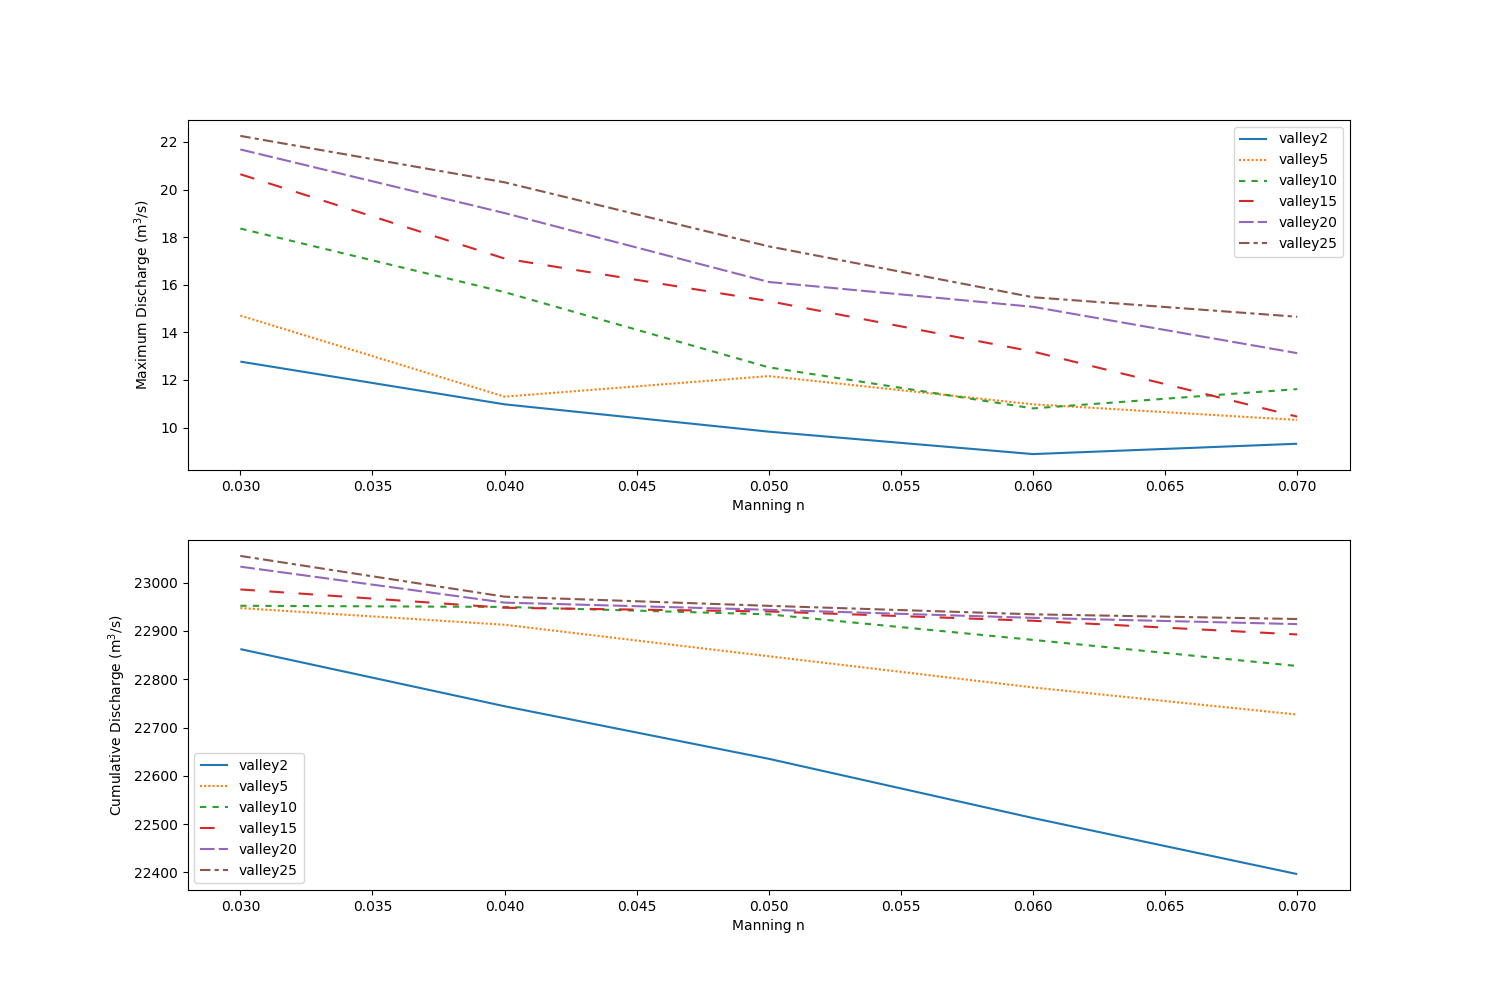 22
20
18
16
14
12
10
Maximum Discharge (m³/s)
valley2
valley5
valley10
valley15
valley20
valley25
0.030 0.035 0.040 0.045 0.050 0.055 0.060 0.065 0.070
Manning n
23000
22900
22800
22700
22600
22500
22400
Cumulative Discharge (m³/s)
valley2
valley5
valley10
valley15
valley20
valley25
0.030 0.035 0.040 0.045 0.050 0.055 0.060 0.065 0.070
Manning n